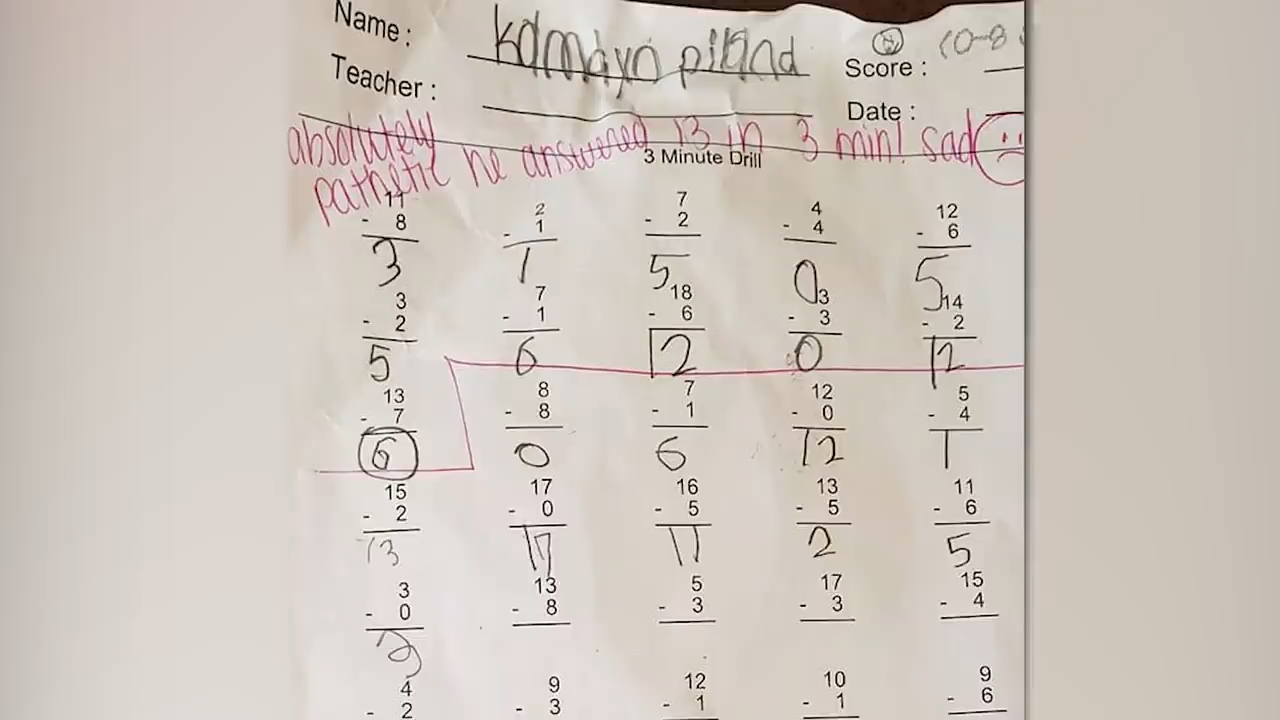 Name : Kamdyn piland
Score : 10-8
Teacher :
Date :
absolutely
pathetic he answered 13 in 3 min! sad
3 Minute Drill
11 2 7 4 12
- 8 - 1 - 2 - 4 - 6
3 1 5 0 5
3 7 18 3 14
- 2 - 1 - 6 - 3 - 2
5 6 12 0 12
13 8 7 12 5
- 7 - 8 - 1 - 0 - 4
6 0 6 12 1
15 17 16 13 11
- 2 - 0 - 5 - 5 - 6
13 17 11 2 5
3 13 5 17 15
- 0 - 8 - 3 - 3 - 4
3
4 9 12 10 9
- 2 - 3 - 1 - 1 - 6